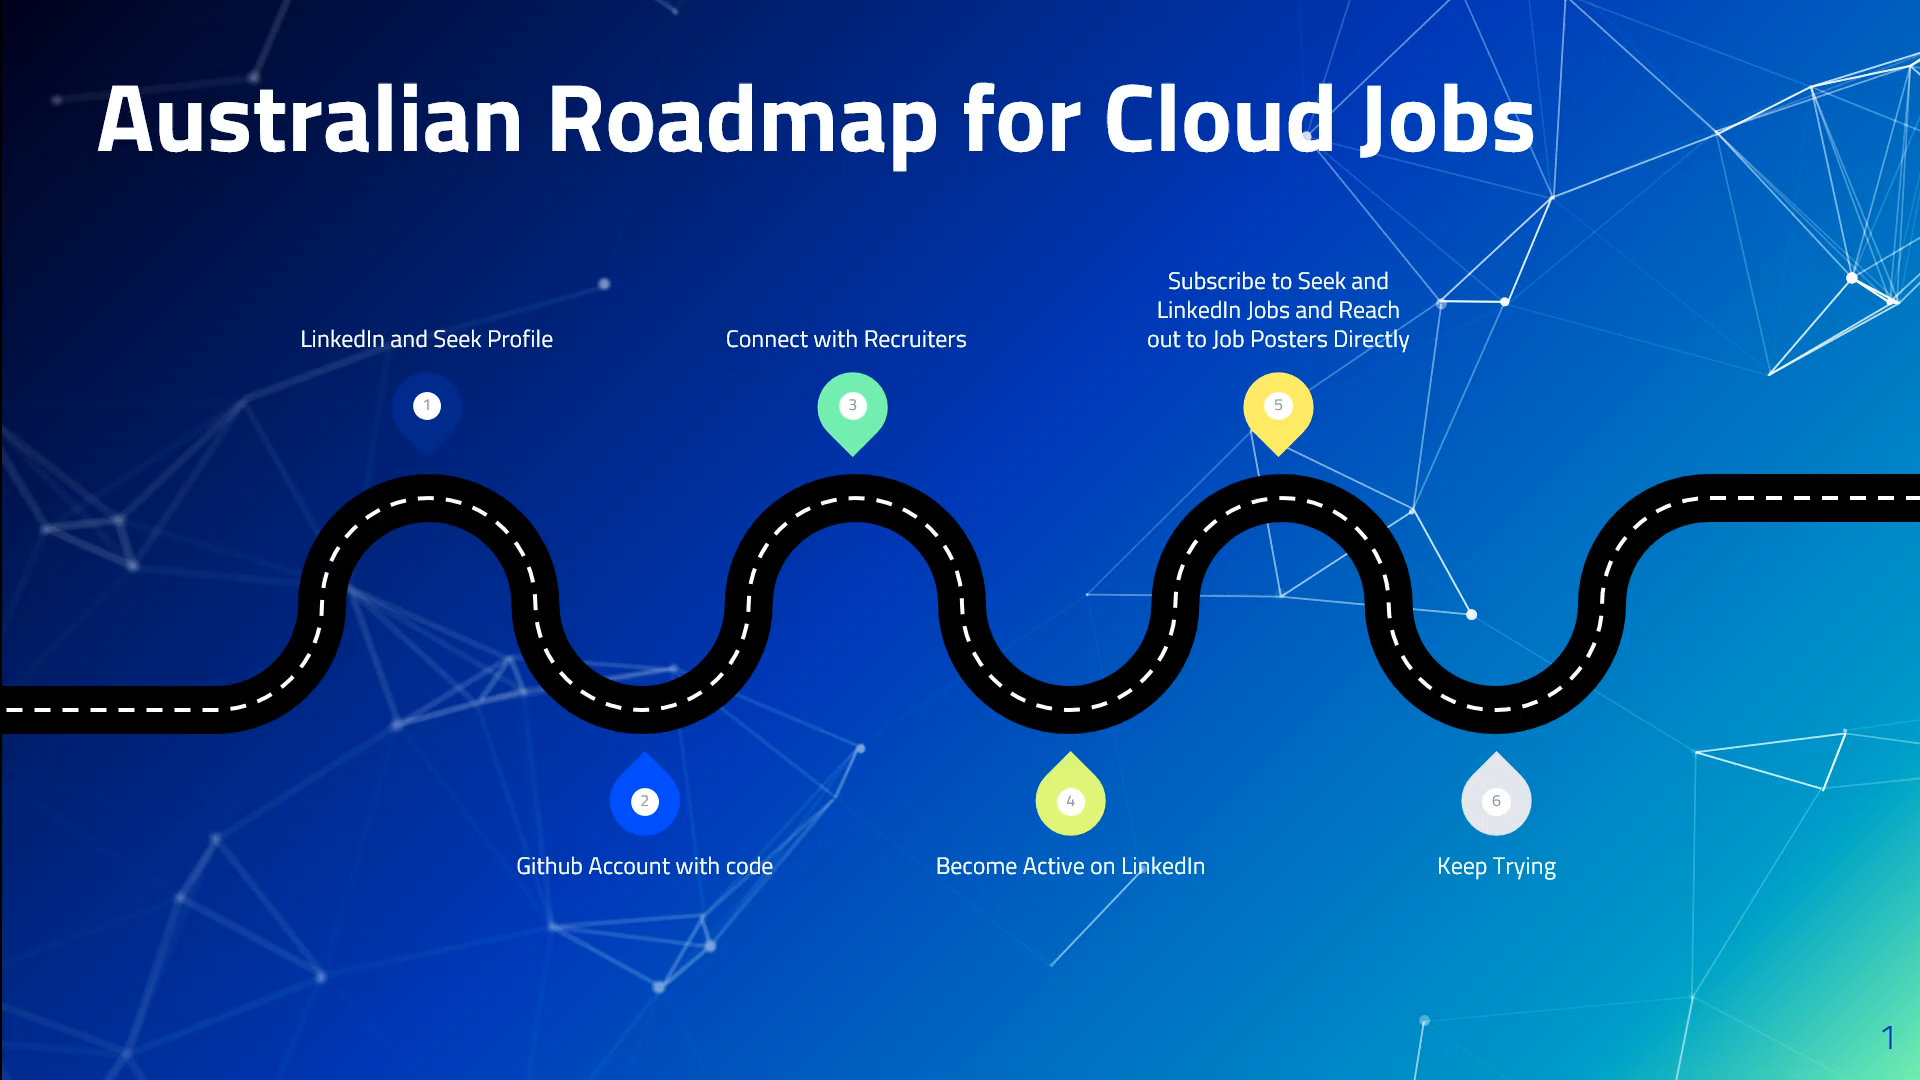 Australian Roadmap for Cloud Jobs
LinkedIn and Seek Profile
1
Github Account with code
2
Connect with Recruiters
3
Become Active on LinkedIn
4
Subscribe to Seek and
LinkedIn Jobs and Reach
out to Job Posters Directly
5
Keep Trying
6
1